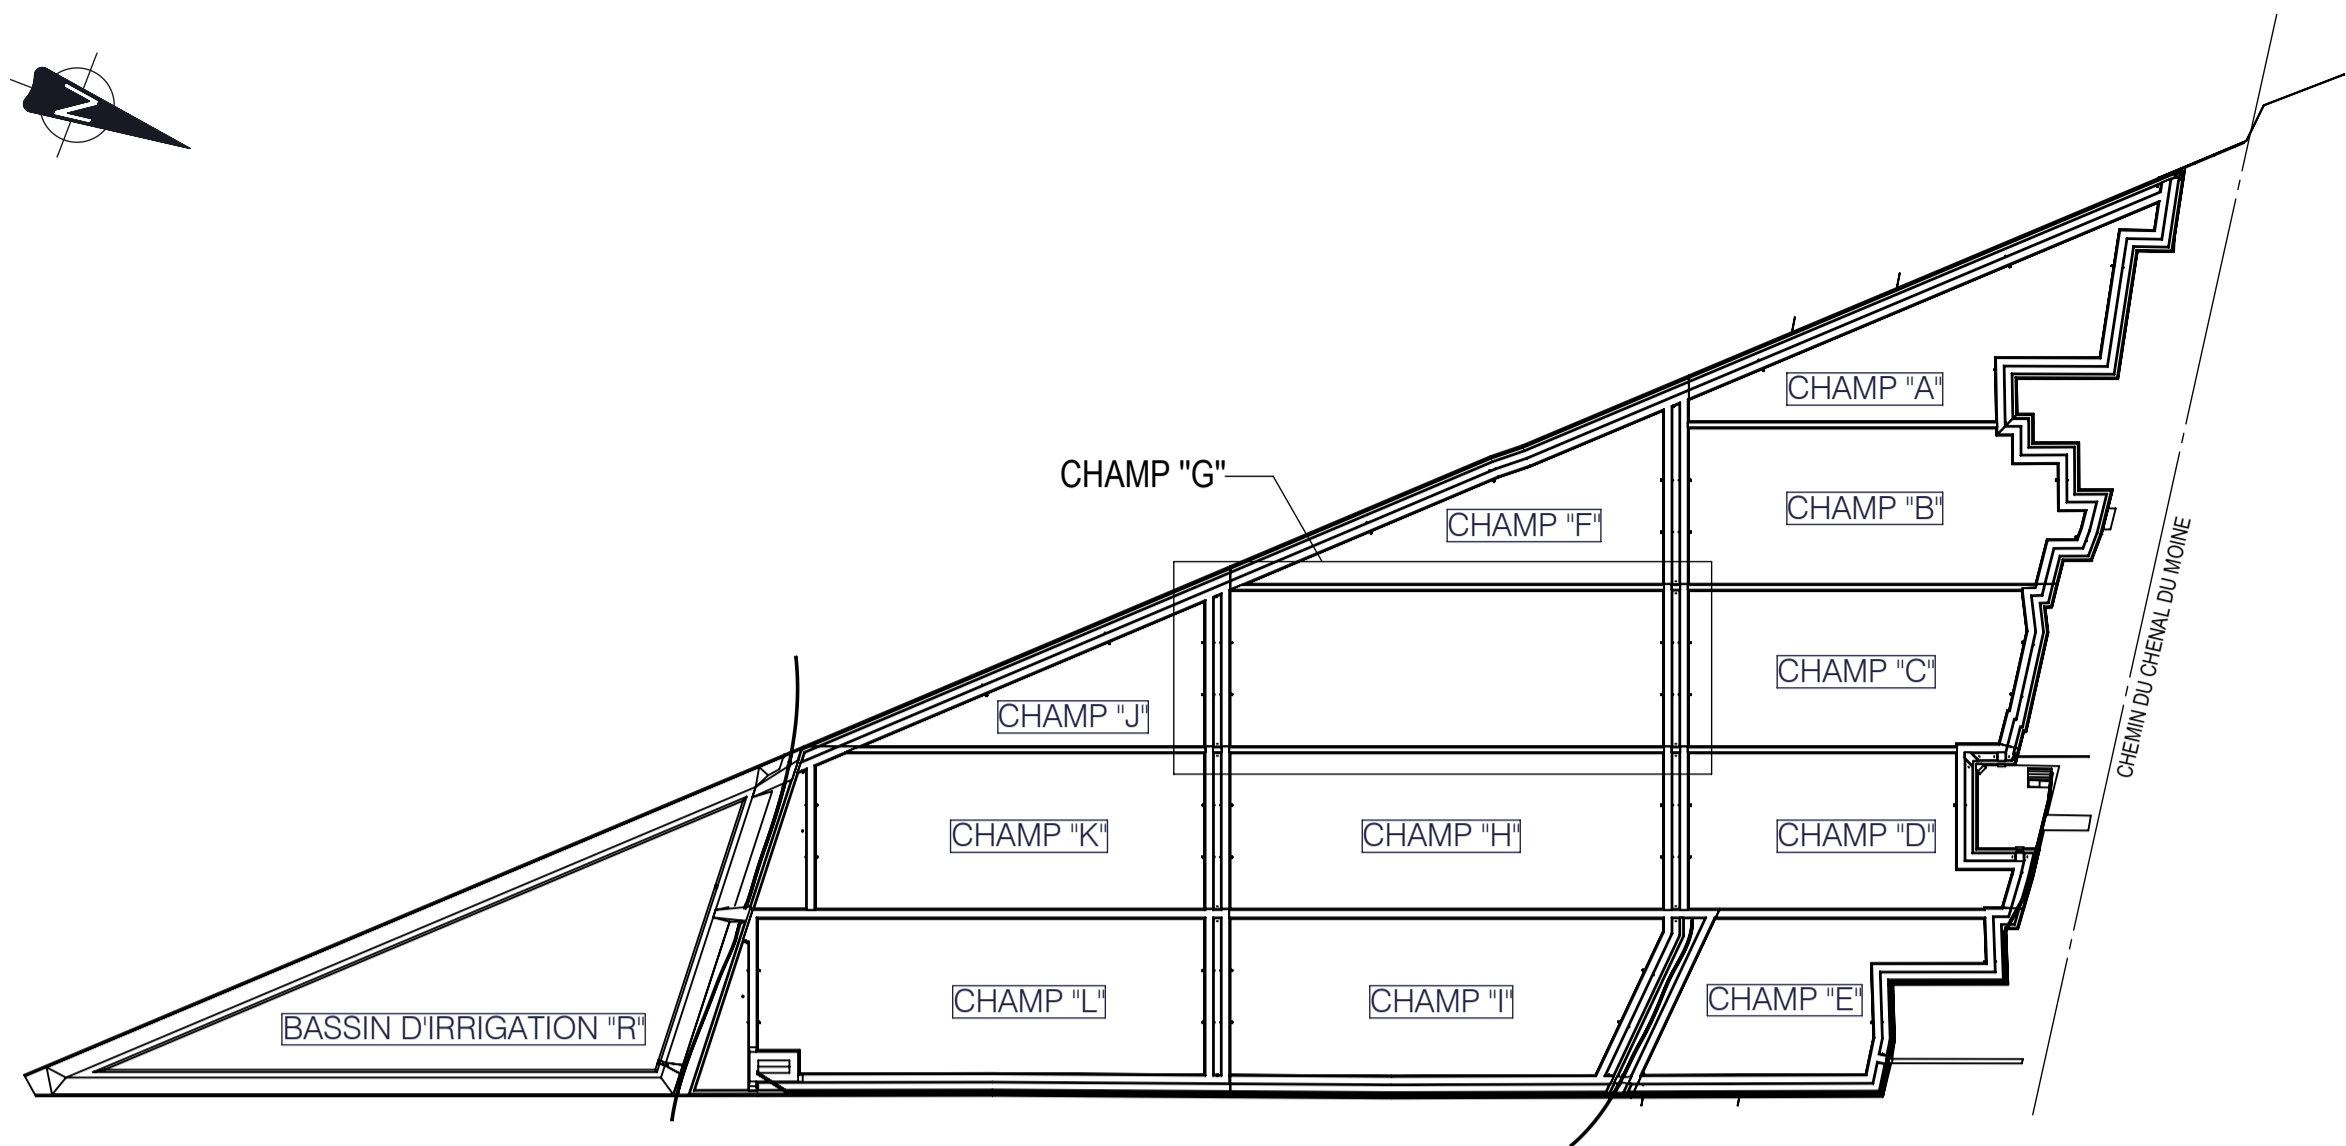 N
CHAMP "A"
CHAMP "G"
CHAMP "B"
CHAMP "F"
CHEMIN DU CHENAL DU MOINE
CHAMP "C"
CHAMP "J"
CHAMP "K"
CHAMP "H"
CHAMP "D"
CHAMP "L"
CHAMP "I"
CHAMP "E"
BASSIN D'IRRIGATION "R"